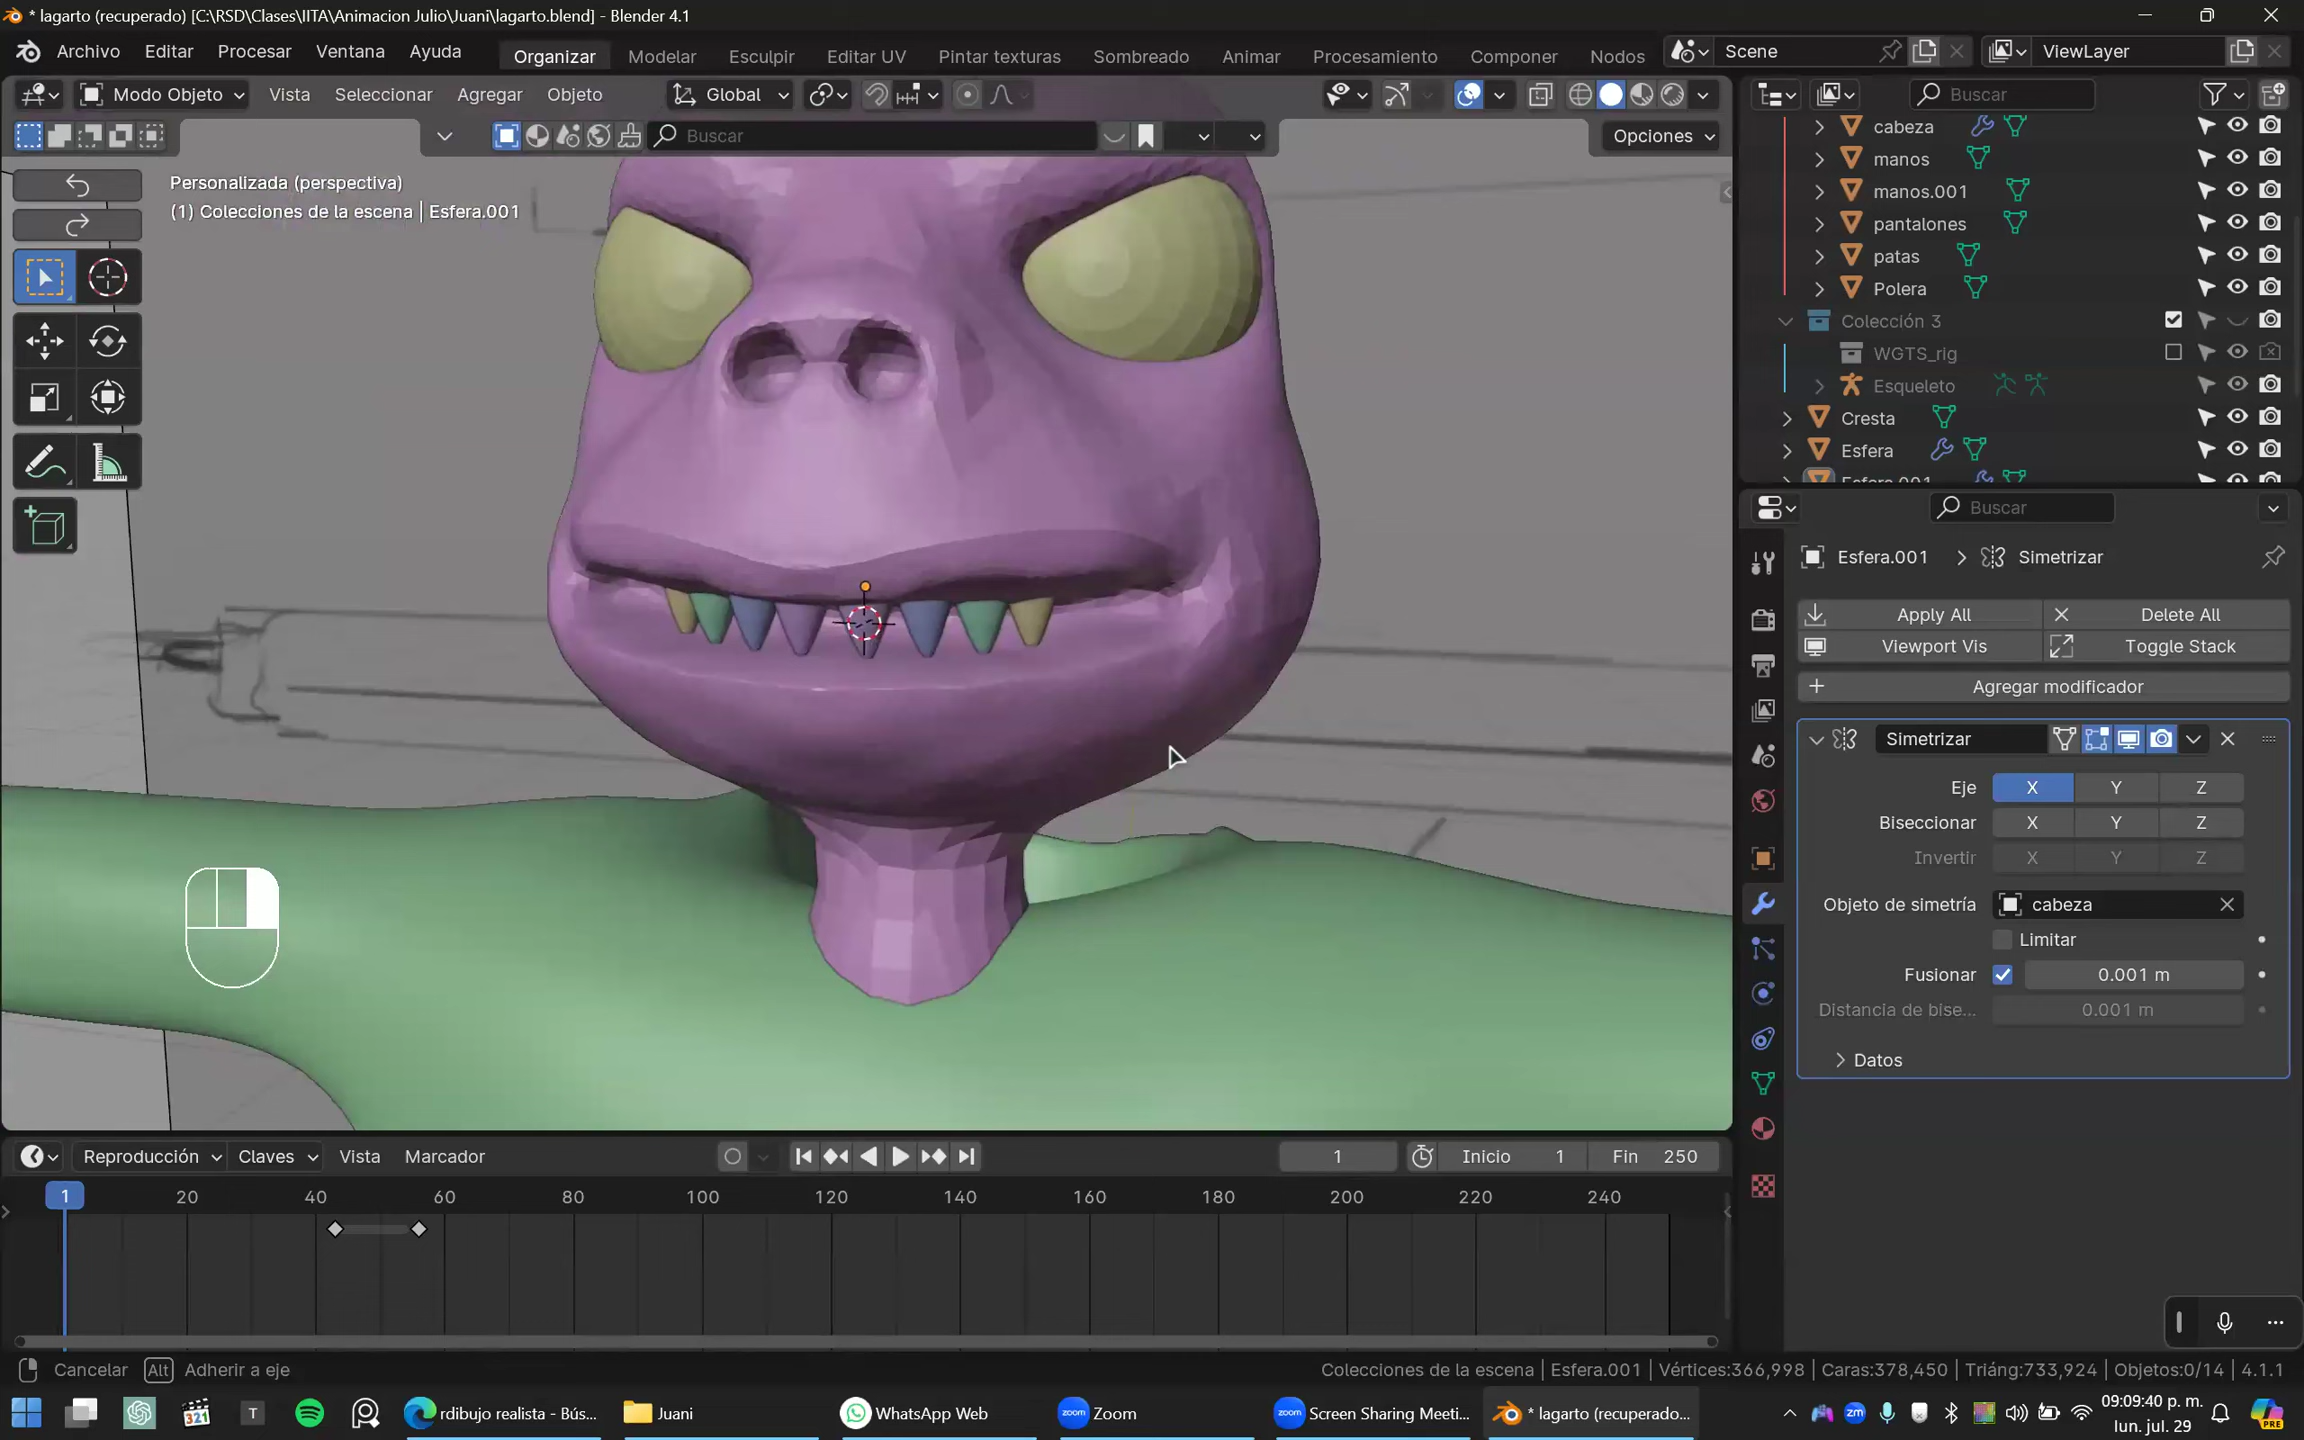 * lagarto (recuperado) [C:\RSD\Clases\IITA\Animacion Julio\Juani\lagarto.blend] - Blender 4.1
Archivo Editar Procesar Ventana Ayuda Organizar Modelar Esculpir Editar UV Pintar texturas Sombreado Animar Procesamiento Componer Nodos Scene ViewLayer
Modo Objeto Vista Seleccionar Agregar Objeto Global Buscar
Buscar Opciones
Personalizada (perspectiva)
(1) Colecciones de la escena | Esfera.001
cabeza
manos
manos.001
pantalones
patas
Polera
Colección 3
WGTS_rig
Esqueleto
Cresta
Esfera
Esfera.001
Buscar
Esfera.001 > Simetrizar
Apply All Delete All
Viewport Vis Toggle Stack
Agregar modificador
Simetrizar
Eje X Y Z
Biseccionar X Y Z
Invertir X Y Z
Objeto de simetría cabeza
Limitar
Fusionar 0.001 m
Distancia de bise... 0.001 m
Datos
Reproducción Claves Vista Marcador 1 Inicio 1 Fin 250
1 20 40 60 80 100 120 140 160 180 200 220 240
Cancelar Alt Adherir a eje Colecciones de la escena | Esfera.001 | Vértices:366,998 | Caras:378,450 | Triáng:733,924 | Objetos:0/14 | 4.1.1
321 T rdibujo realista - Bús... Juani WhatsApp Web zoom Zoom zoom Screen Sharing Meeti... * lagarto (recuperado... zm 09:09:40 p. m. PRE
lun. jul. 29